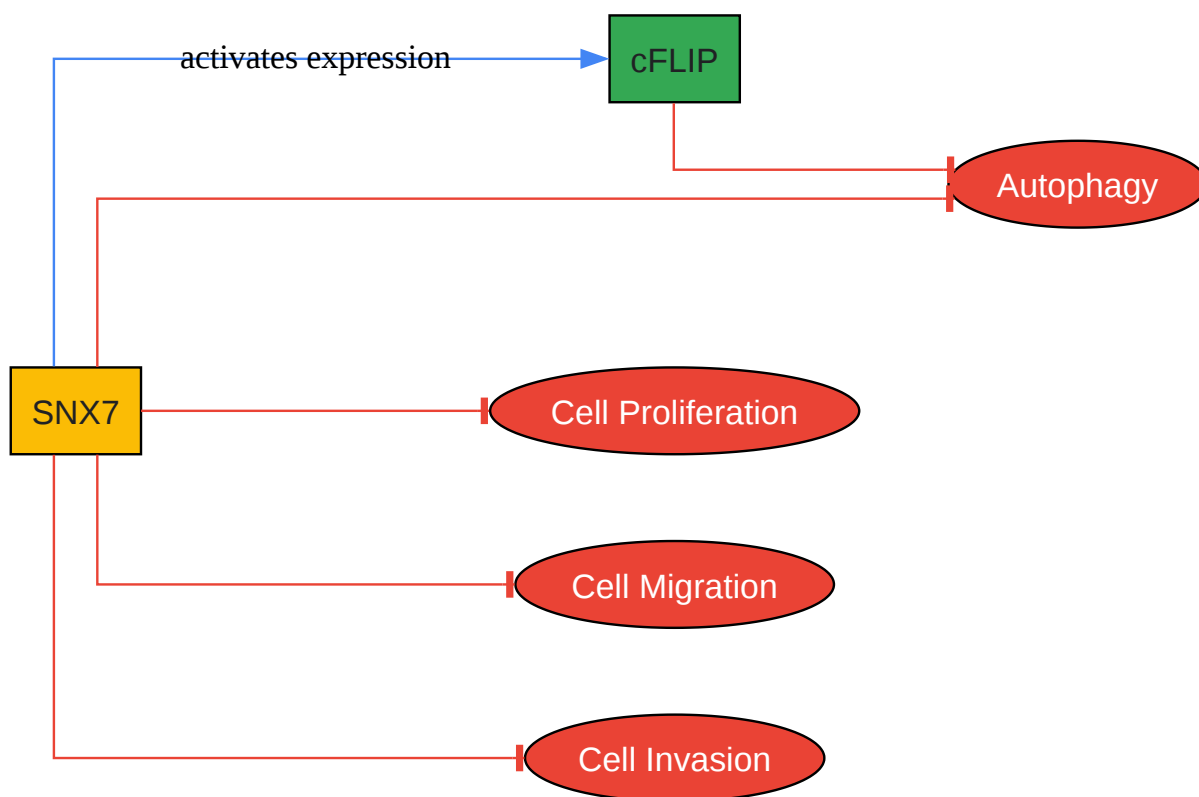 activates expression
cFLIP
Autophagy
SNX7
Cell Proliferation
Cell Migration
Cell Invasion